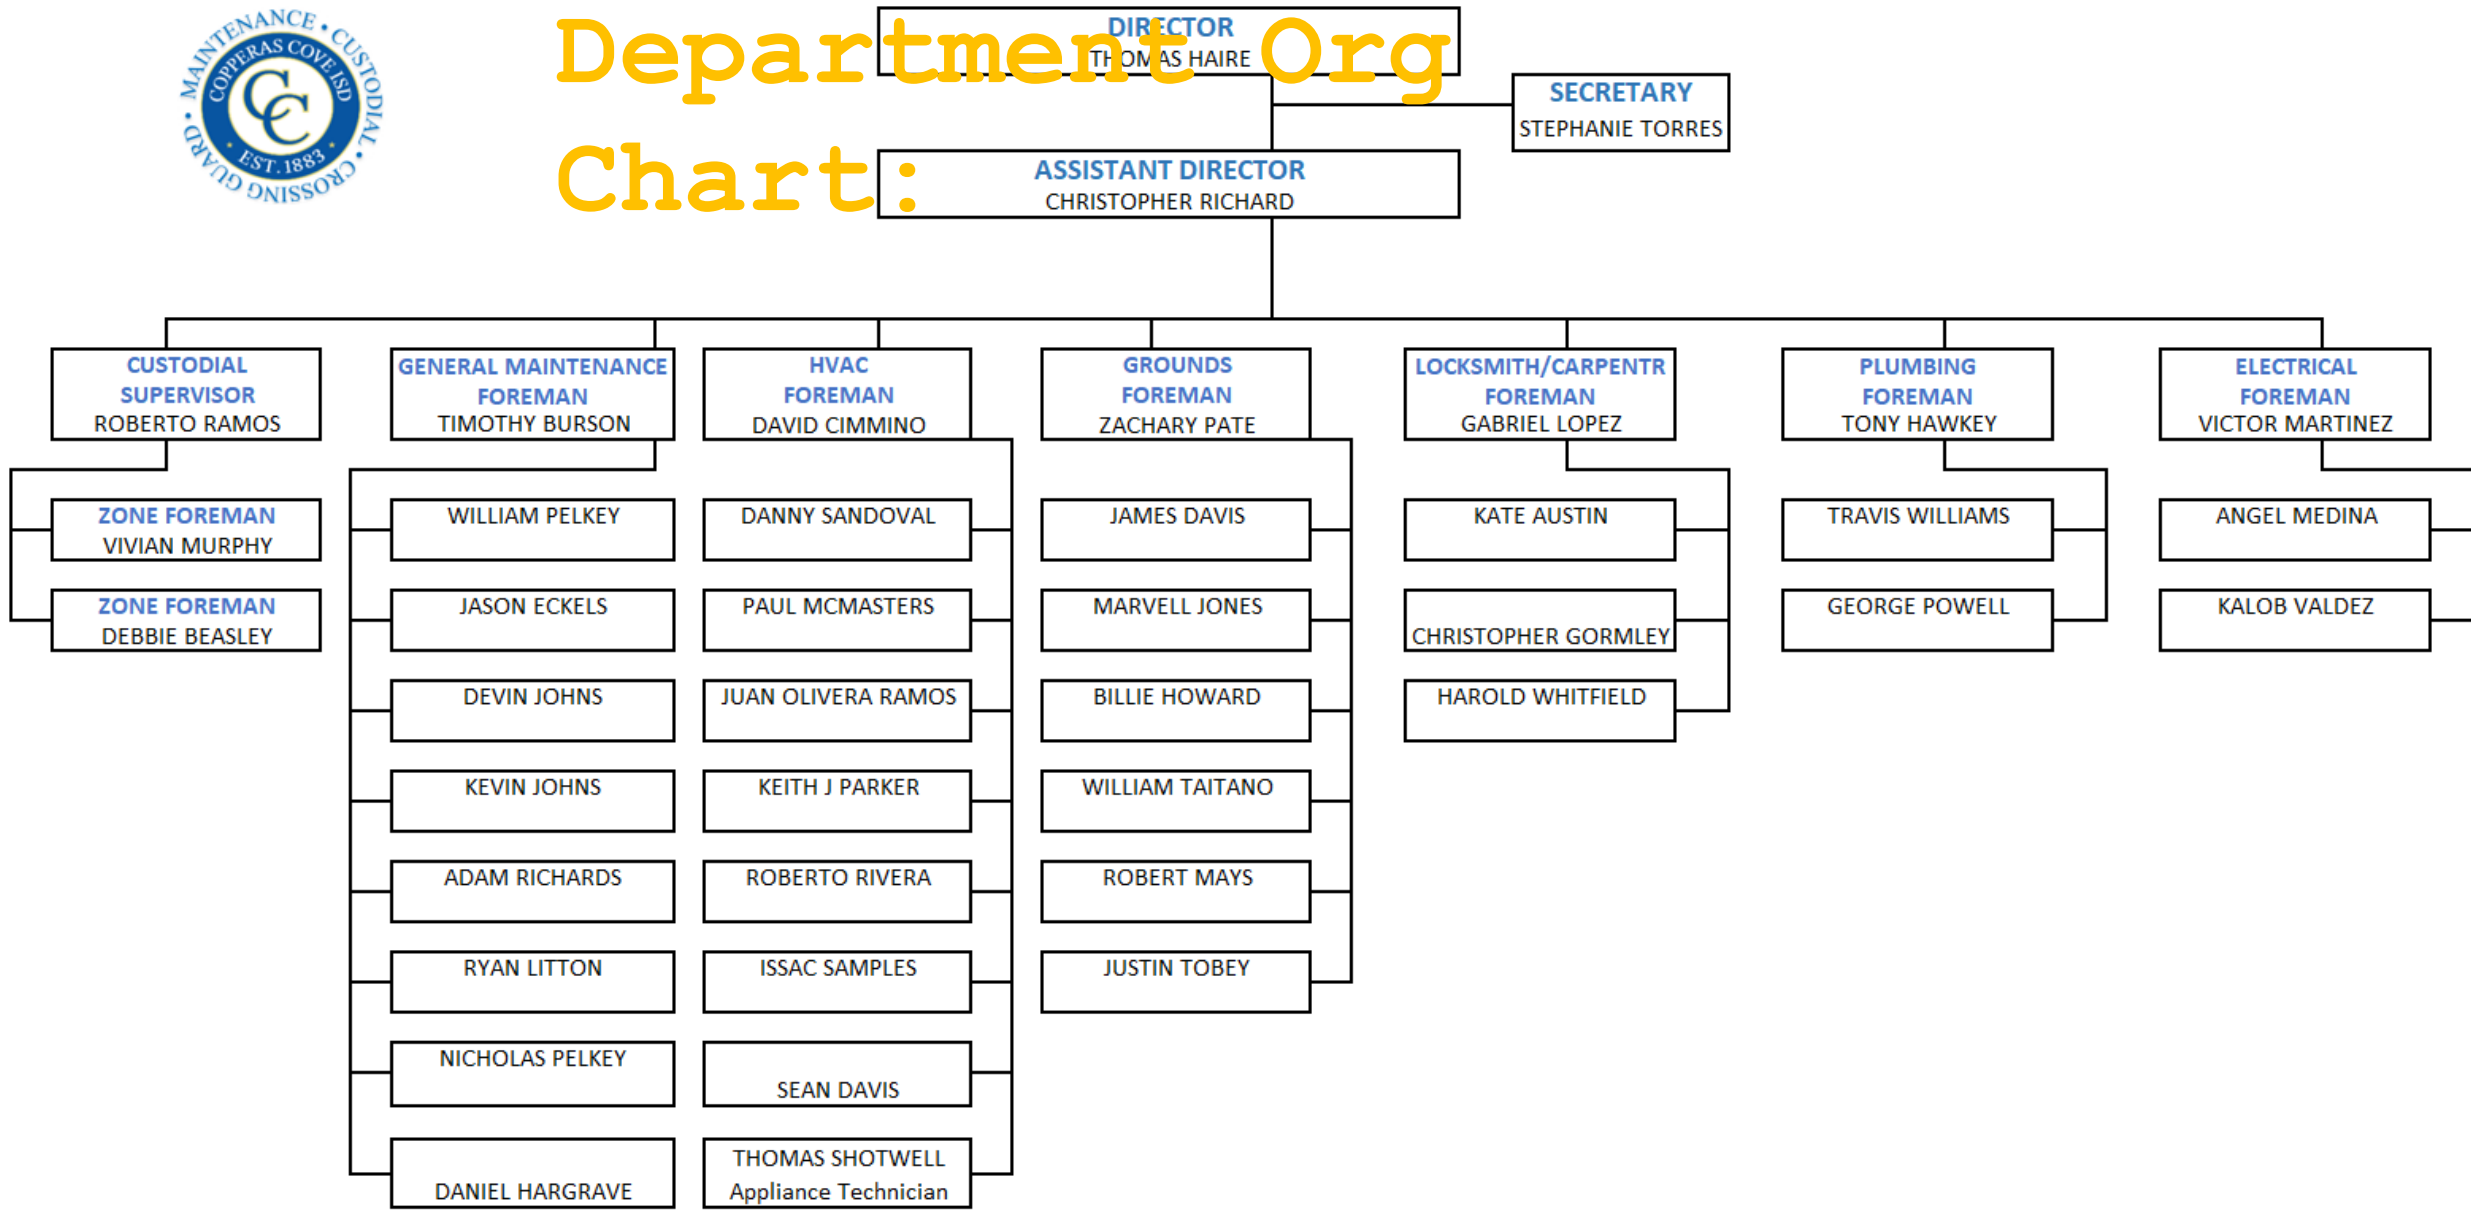 MAINTENANCE • CUSTODIAL • CROSSING GUARD •
COPPERAS COVE ISD
CC
• EST. 1883 •
Department Org
Chart:
DIRECTOR
THOMAS HAIRE
SECRETARY
STEPHANIE TORRES
ASSISTANT DIRECTOR
CHRISTOPHER RICHARD
CUSTODIAL
SUPERVISOR
ROBERTO RAMOS
ZONE FOREMAN
VIVIAN MURPHY
ZONE FOREMAN
DEBBIE BEASLEY
GENERAL MAINTENANCE
FOREMAN
TIMOTHY BURSON
WILLIAM PELKEY
JASON ECKELS
DEVIN JOHNS
KEVIN JOHNS
ADAM RICHARDS
RYAN LITTON
NICHOLAS PELKEY
DANIEL HARGRAVE
HVAC
FOREMAN
DAVID CIMMINO
DANNY SANDOVAL
PAUL MCMASTERS
JUAN OLIVERA RAMOS
KEITH J PARKER
ROBERTO RIVERA
ISSAC SAMPLES
SEAN DAVIS
THOMAS SHOTWELL
Appliance Technician
GROUNDS
FOREMAN
ZACHARY PATE
JAMES DAVIS
MARVELL JONES
BILLIE HOWARD
WILLIAM TAITANO
ROBERT MAYS
JUSTIN TOBEY
LOCKSMITH/CARPENTR
FOREMAN
GABRIEL LOPEZ
KATE AUSTIN
CHRISTOPHER GORMLEY
HAROLD WHITFIELD
PLUMBING
FOREMAN
TONY HAWKEY
TRAVIS WILLIAMS
GEORGE POWELL
ELECTRICAL
FOREMAN
VICTOR MARTINEZ
ANGEL MEDINA
KALOB VALDEZ